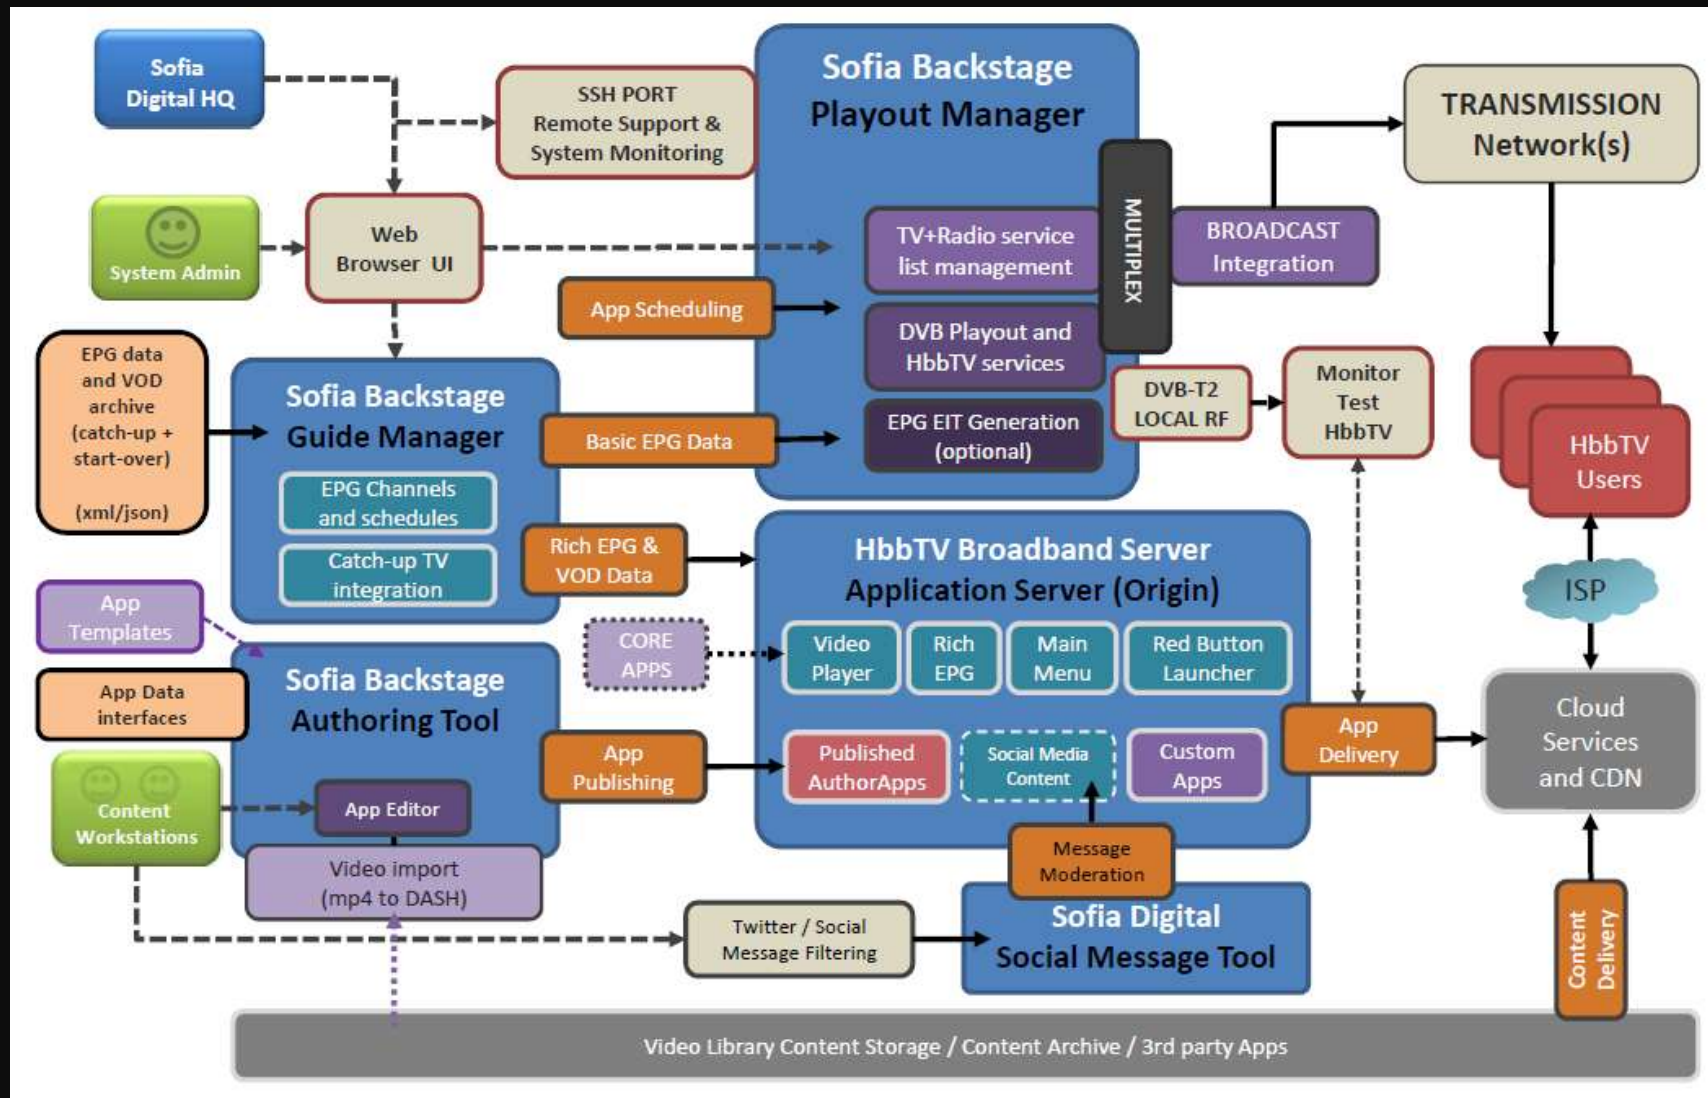 Sofia
Digital HQ
SSH PORT
Remote Support &
System Monitoring
Sofia Backstage
Playout Manager
TRANSMISSION
Network(s)
System Admin
Web
Browser UI
TV+Radio service
list management
MULTIPLEX
BROADCAST
Integration
App Scheduling
DVB Playout and
HbbTV services
EPG data
and VOD
archive
(catch-up +
start-over)
(xml/json)
Sofia Backstage
Guide Manager
EPG Channels
and schedules
Catch-up TV
integration
Basic EPG Data
EPG EIT Generation
(optional)
DVB-T2
LOCAL RF
Monitor
Test
HbbTV
HbbTV
Users
Rich EPG &
VOD Data
HbbTV Broadband Server
Application Server (Origin)
ISP
App
Templates
CORE
APPS
Video
Player
Rich
EPG
Main
Menu
Red Button
Launcher
App Data
interfaces
Sofia Backstage
Authoring Tool
App
Publishing
Published
AuthorApps
Social Media
Content
Custom
Apps
App
Delivery
Cloud
Services
and CDN
Content
Workstations
App Editor
Video import
(mp4 to DASH)
Message
Moderation
Twitter / Social
Message Filtering
Sofia Digital
Social Message Tool
Content
Delivery
Video Library Content Storage / Content Archive / 3rd party Apps